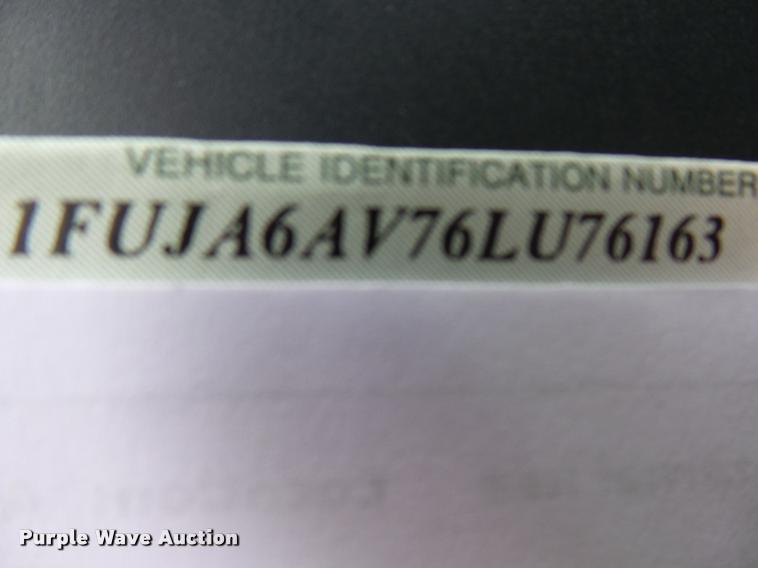 VEHICLE IDENTIFICATION NUMBER
1FUJA6AV76LU76163
Purple Wave Auction